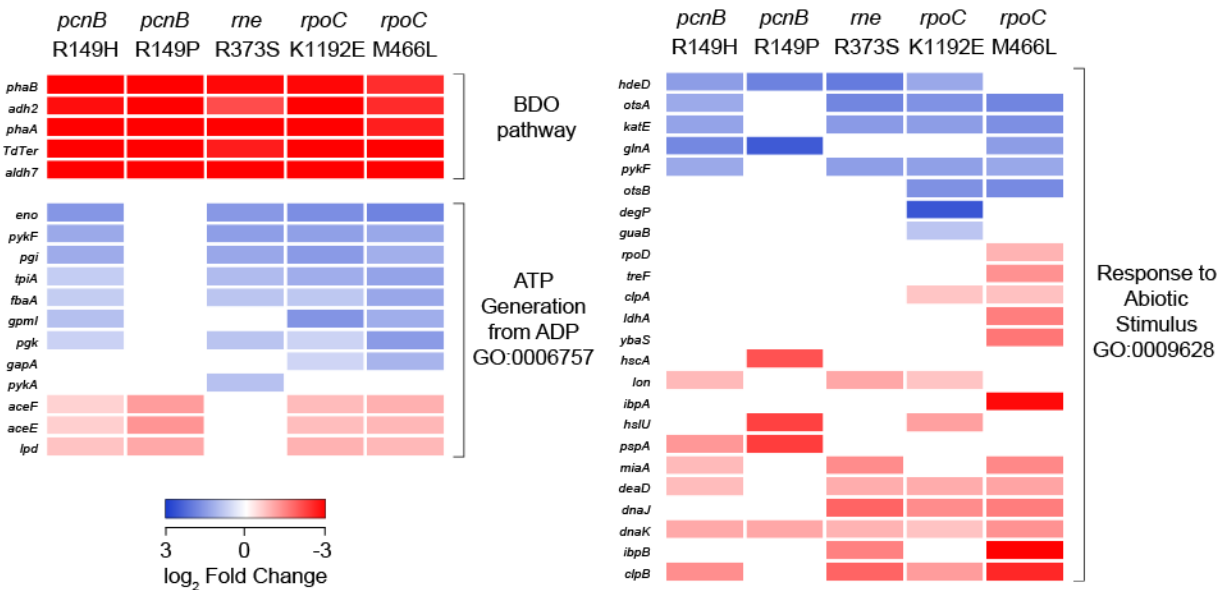 pcnB pcnB rne rpoC rpoC
R149H R149P R373S K1192E M466L
phaB
adh2
phaA
TdTer
aldh7
BDO
pathway
eno
pykF
pgi
tpiA
fbaA
gpmI
pgk
gapA
pykA
aceF
aceE
lpd
ATP
Generation
from ADP
GO:0006757
3 0 -3
log2 Fold Change
pcnB pcnB rne rpoC rpoC
R149H R149P R373S K1192E M466L
hdeD
otsA
katE
glnA
pykF
otsB
degP
guaB
rpoD
treF
clpA
ldhA
ybaS
hscA
lon
ibpA
hslU
pspA
miaA
deaD
dnaJ
dnaK
ibpB
clpB
Response to
Abiotic
Stimulus
GO:0009628